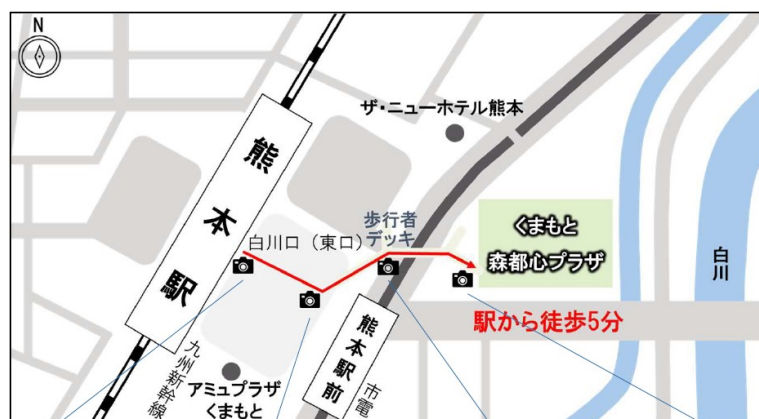 N
ザ・ニューホテル熊本
熊本駅
白川口（東口）
歩行者
デッキ
くまもと
森都心プラザ
白川
駅から徒歩5分
熊本駅前
市電
九州新幹線
アミュプラザ
くまもと